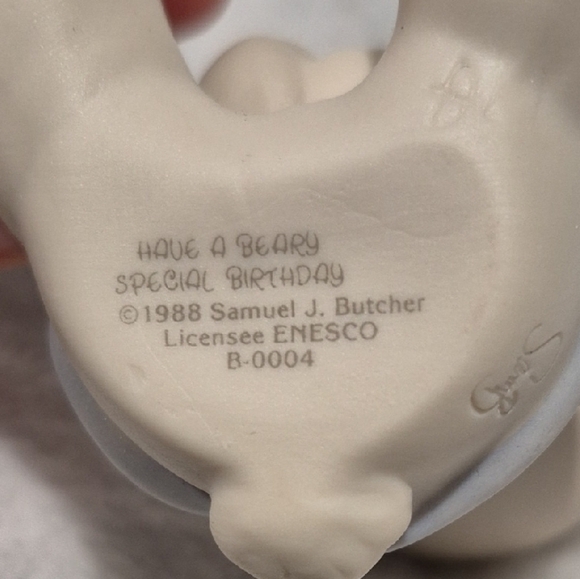 HAVE A BEARY
SPECIAL BIRTHDAY
©1988 Samuel J. Butcher
Licensee ENESCO
B-0004